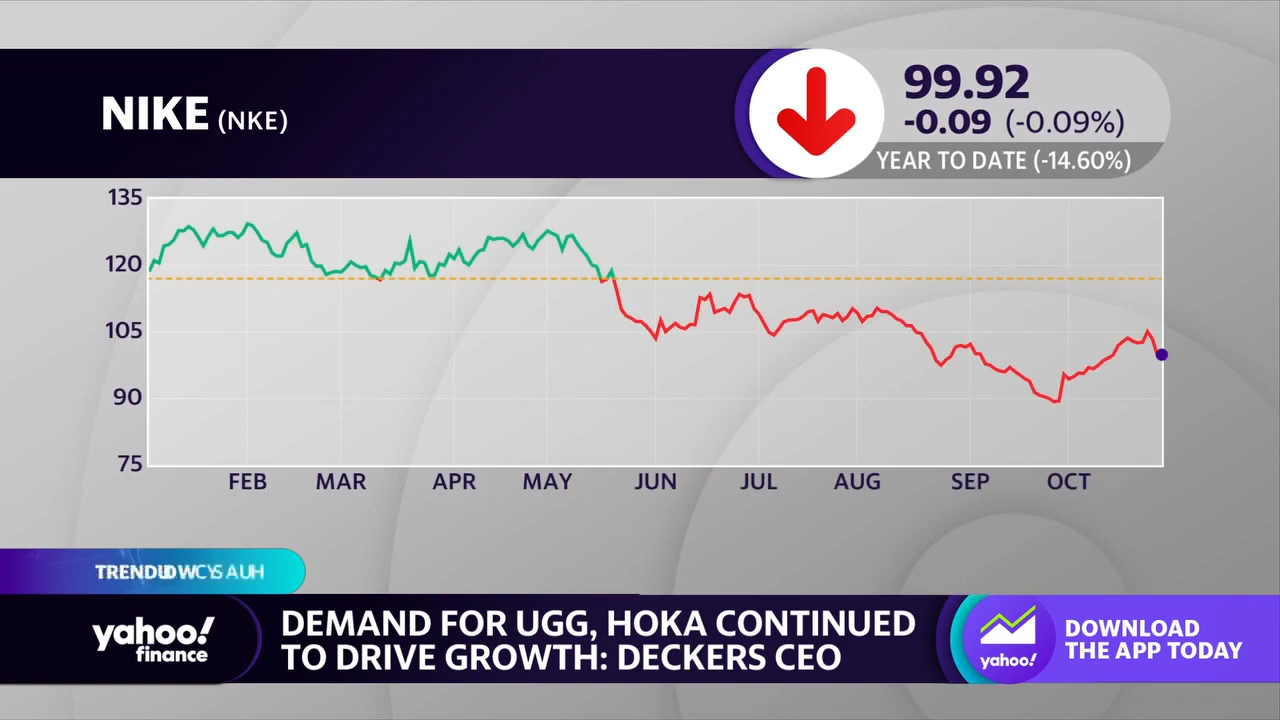 NIKE (NKE)
99.92
-0.09 (-0.09%)
YEAR TO DATE (-14.60%)
135
120
105
90
75
FEB MAR APR MAY JUN JUL AUG SEP OCT
yahoo!
finance
DEMAND FOR UGG, HOKA CONTINUED
TO DRIVE GROWTH: DECKERS CEO
yahoo!
DOWNLOAD
THE APP TODAY